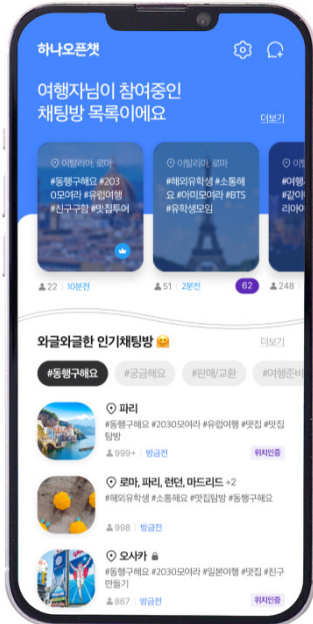 하나오픈챗
여행자님이 참여중인
채팅방 목록이에요
더보기
이탈리아, 로마
#동행구해요 #203
0모여라 #유럽여행
#친구구함 #맛집투어
22 | 10분전
이탈리아, 로마
#해외유학생 #소통해
요 #아미모여라 #BTS
#유학생모임
51 | 2분전
62
#여행
#같이
리아여
248
와글와글한 인기채팅방 🤗
더보기
#동행구해요
#궁금해요
#판매/교환
#여행준비
파리
#동행구해요 #2030모여라 #유럽여행 #맛집 #맛집
탐방
999+ | 방금전
위치인증
로마, 파리, 런던, 마드리드 +2
#해외유학생 #소통해요 #맛집탐방 #동행구해요
998 | 방금전
오사카
#동행구해요 #2030모여라 #일본여행 #맛집 #친구
만들기
867 | 방금전
위치인증